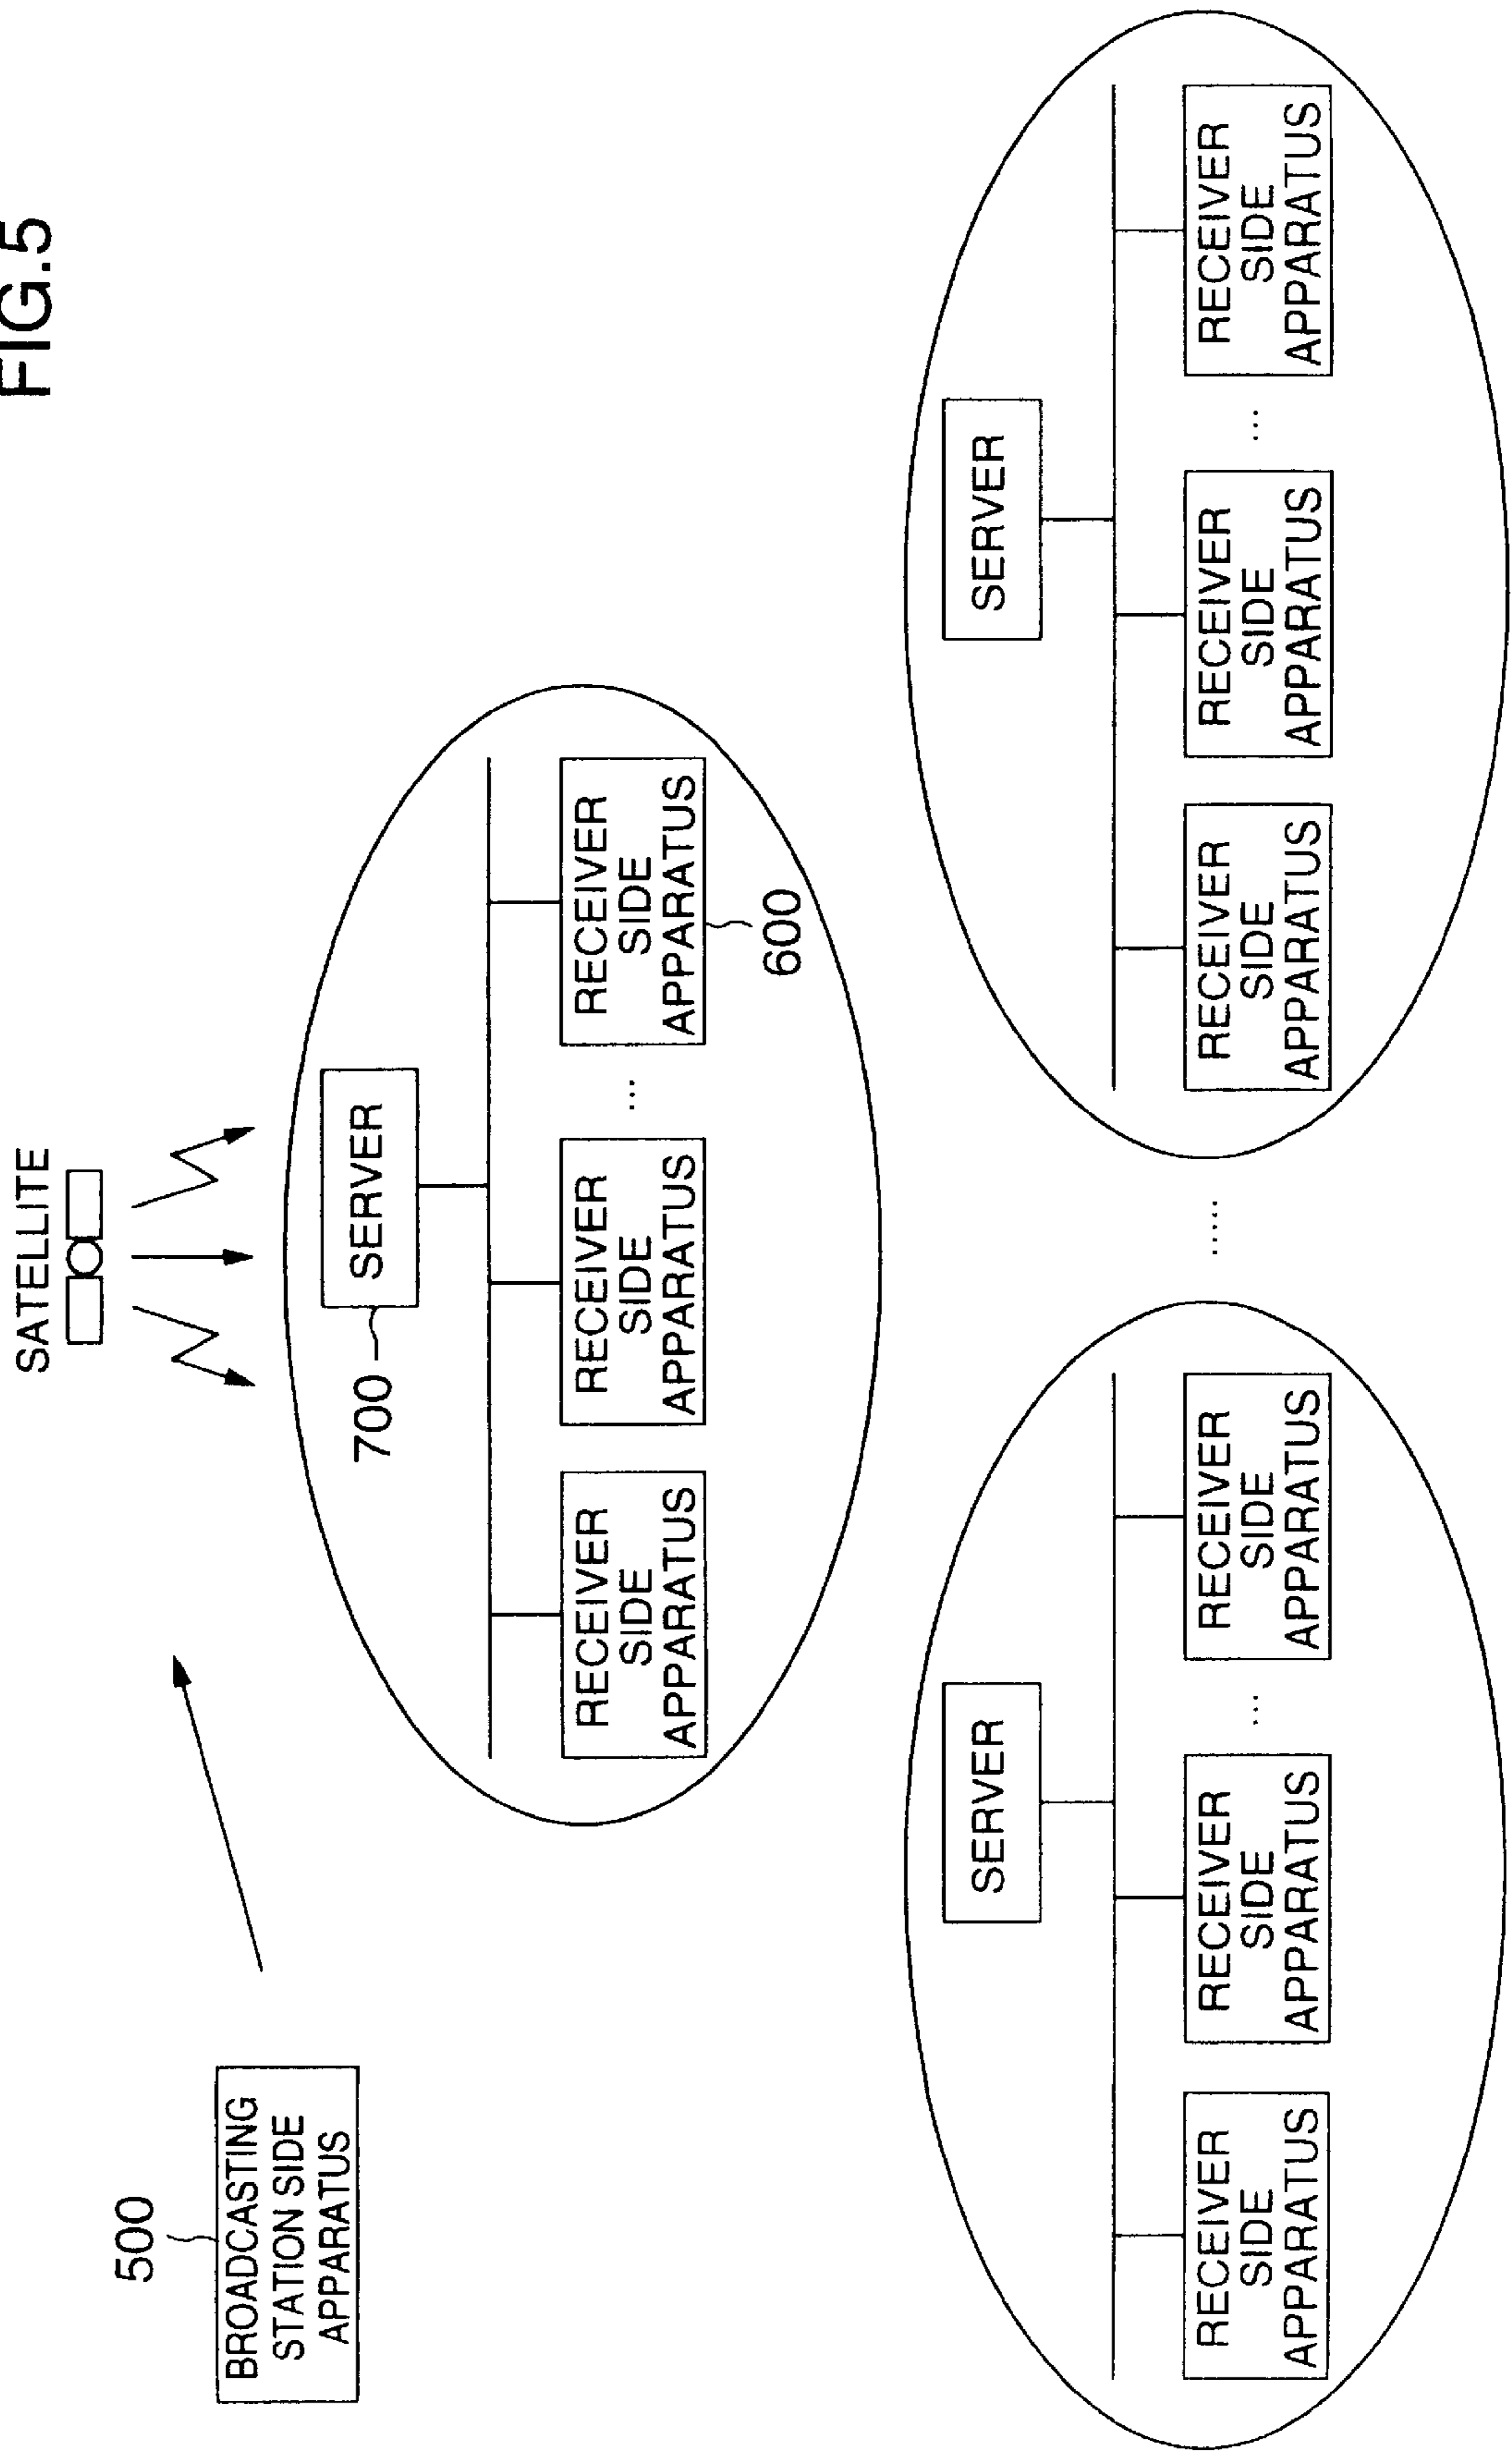 FIG.5
SATELLITE
500
BROADCASTING
STATION SIDE
APPARATUS
700
SERVER
RECEIVER
SIDE
APPARATUS
RECEIVER
SIDE
APPARATUS
...
RECEIVER
SIDE
APPARATUS
600
SERVER
RECEIVER
SIDE
APPARATUS
RECEIVER
SIDE
APPARATUS
...
RECEIVER
SIDE
APPARATUS
.....
SERVER
RECEIVER
SIDE
APPARATUS
RECEIVER
SIDE
APPARATUS
...
RECEIVER
SIDE
APPARATUS